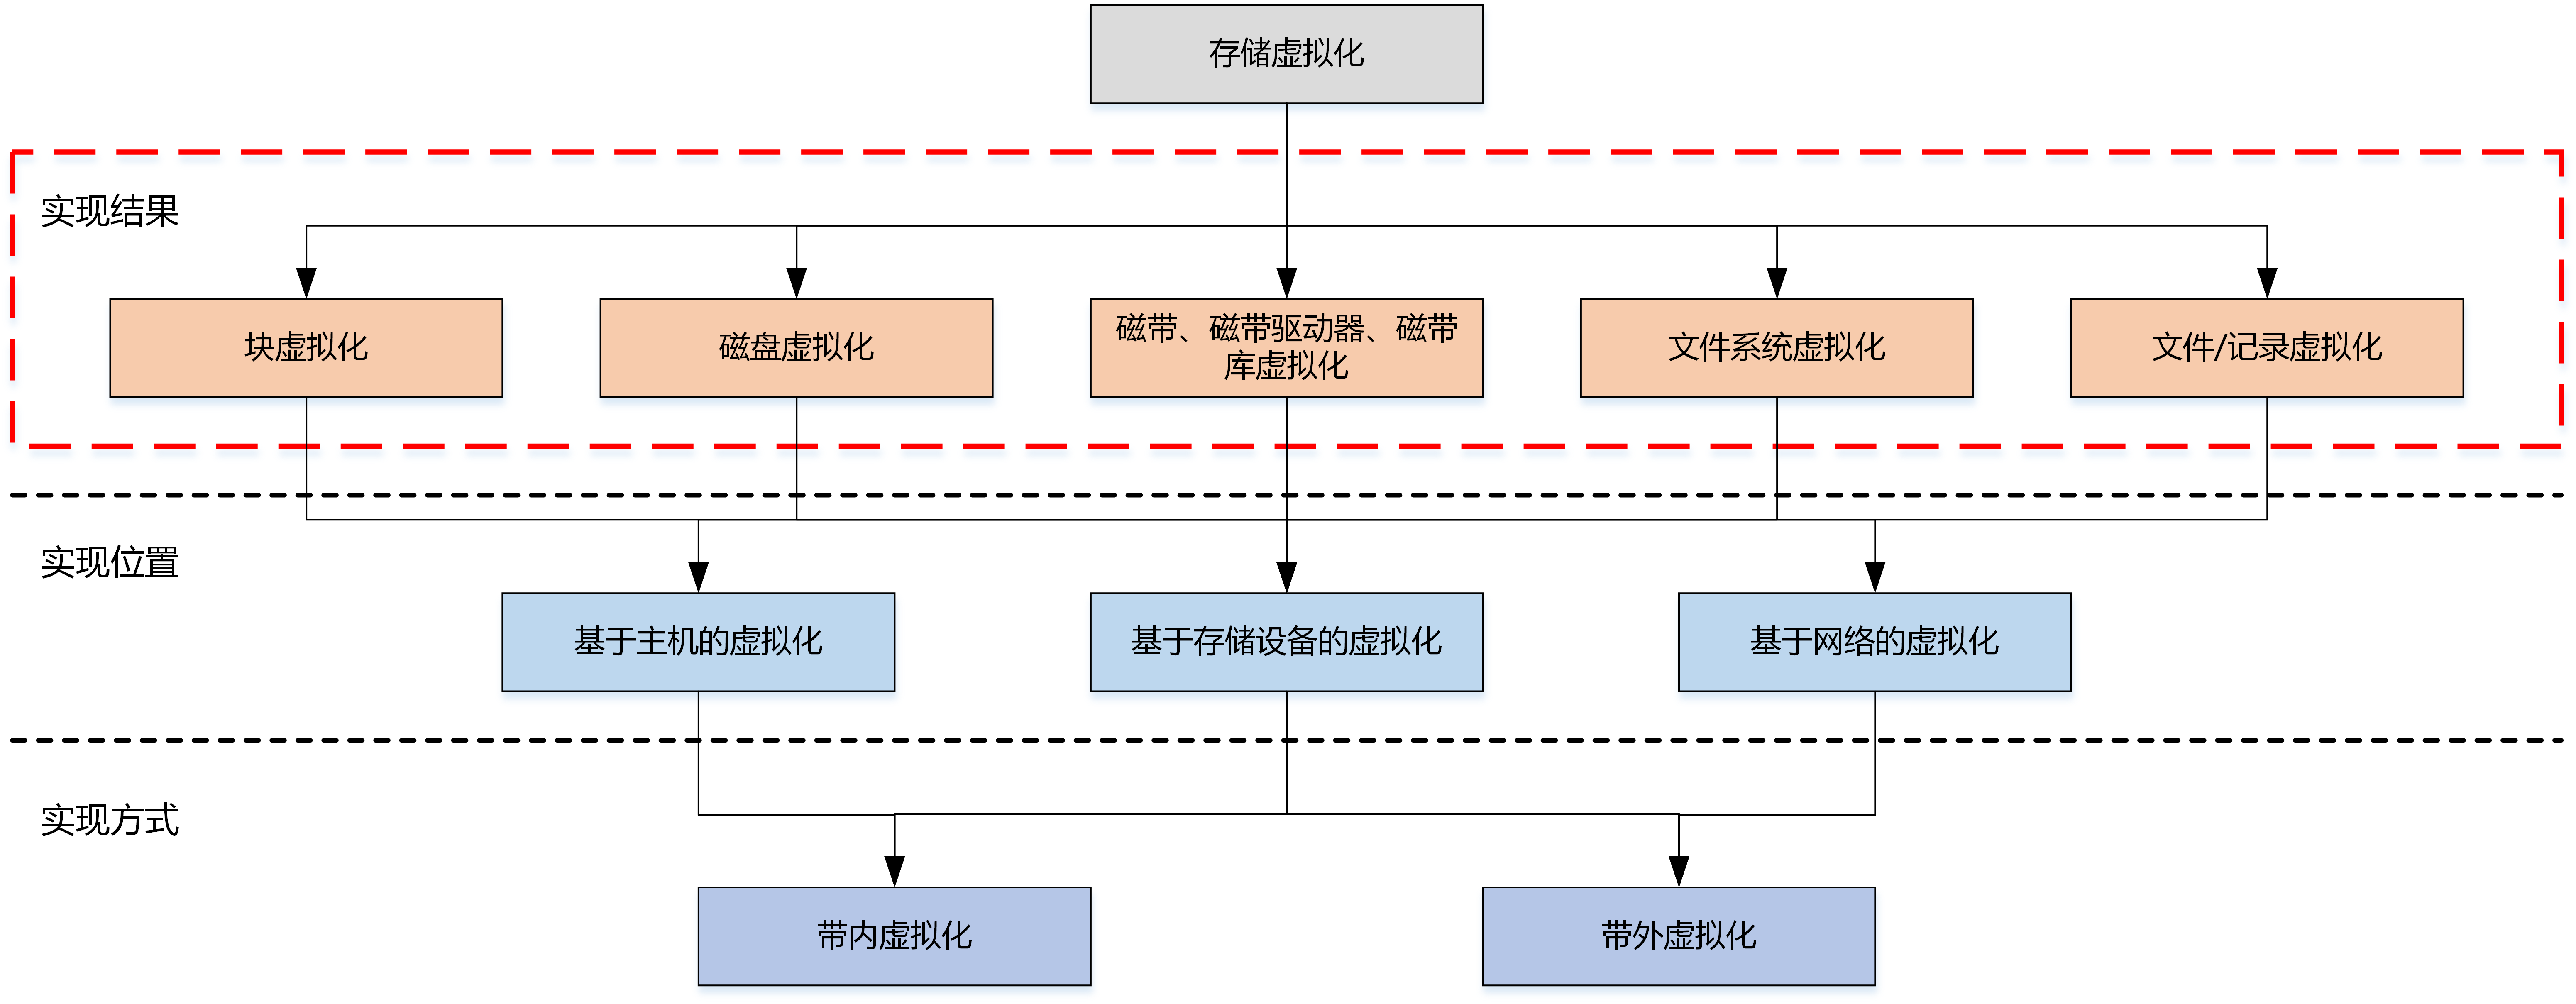 存储虚拟化
实现结果
块虚拟化
磁盘虚拟化
磁带、磁带驱动器、磁带
库虚拟化
文件系统虚拟化
文件/记录虚拟化
实现位置
基于主机的虚拟化
基于存储设备的虚拟化
基于网络的虚拟化
实现方式
带内虚拟化
带外虚拟化